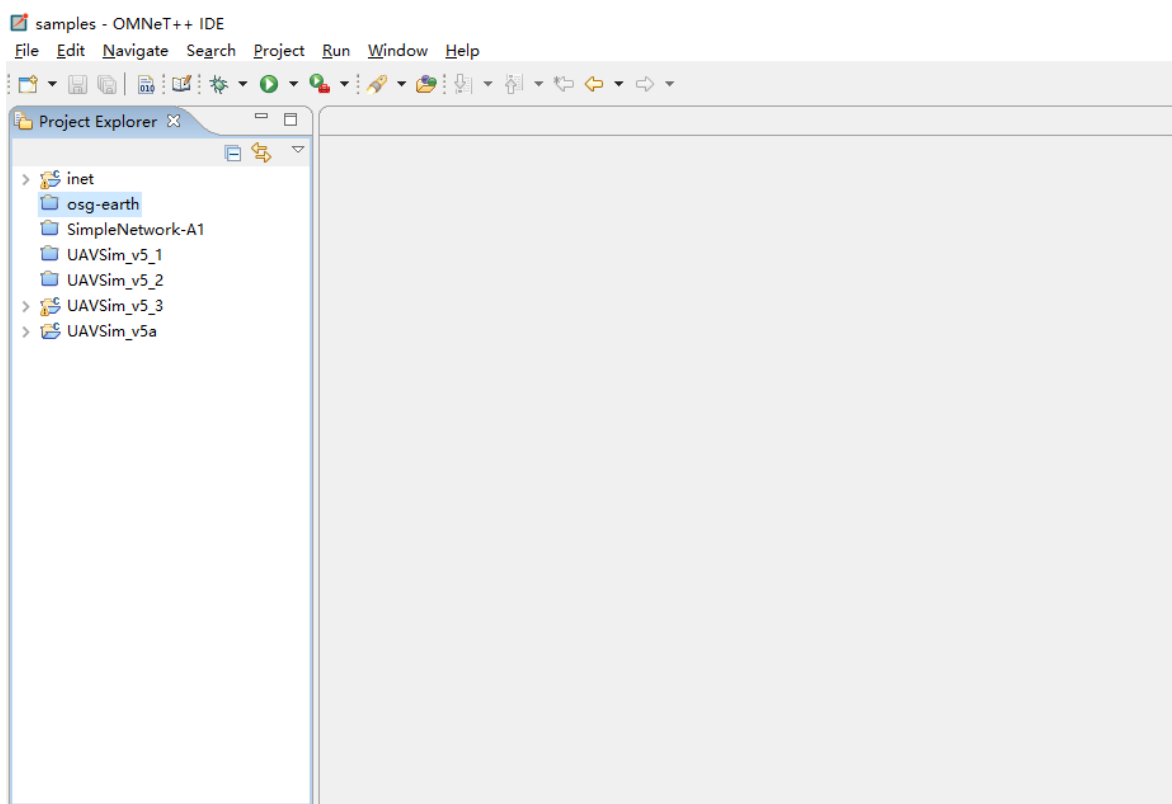 samples - OMNeT++ IDE
File Edit Navigate Search Project Run Window Help
010
Project Explorer
inet
osg-earth
SimpleNetwork-A1
UAVSim_v5_1
UAVSim_v5_2
UAVSim_v5_3
UAVSim_v5a